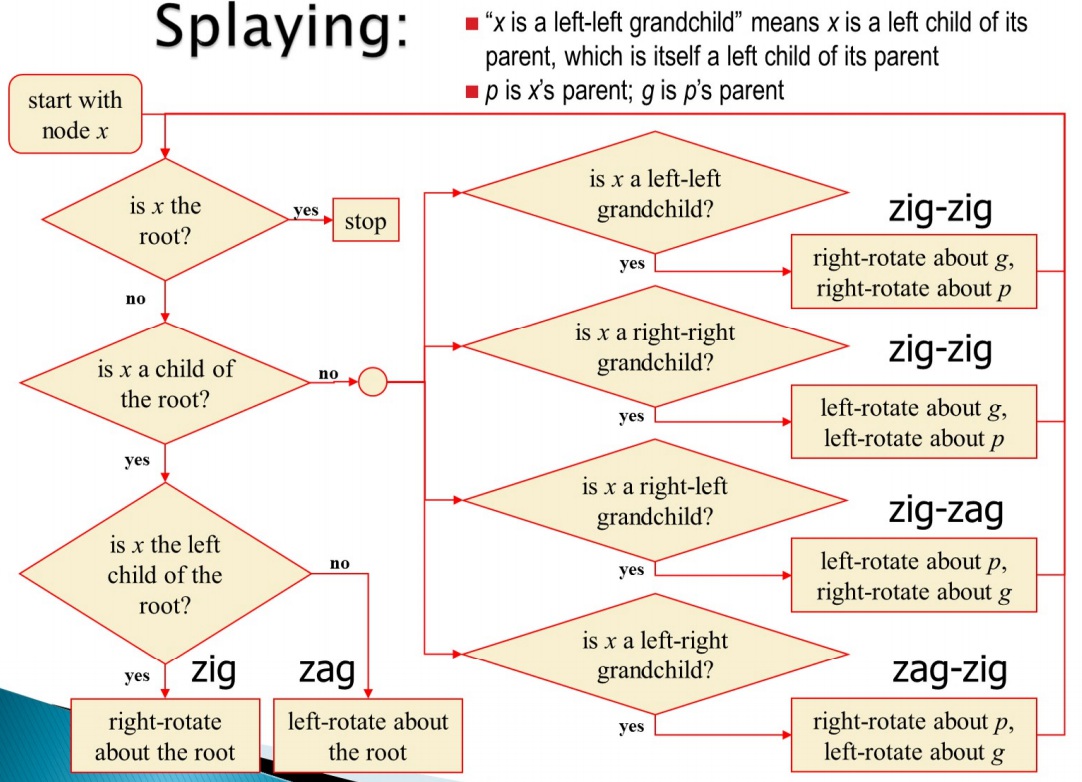 Splaying:
■ “x is a left-left grandchild” means x is a left child of its
parent, which is itself a left child of its parent
■ p is x’s parent; g is p’s parent
start with
node x
is x the
root?
yes
stop
no
is x a child of
the root?
no
yes
is x the left
child of the
root?
no
yes
zig
zag
right-rotate
about the root
left-rotate about
the root
is x a left-left
grandchild?
yes
zig-zig
right-rotate about g,
right-rotate about p
is x a right-right
grandchild?
yes
zig-zig
left-rotate about g,
left-rotate about p
is x a right-left
grandchild?
yes
zig-zag
left-rotate about p,
right-rotate about g
is x a left-right
grandchild?
yes
zag-zig
right-rotate about p,
left-rotate about g